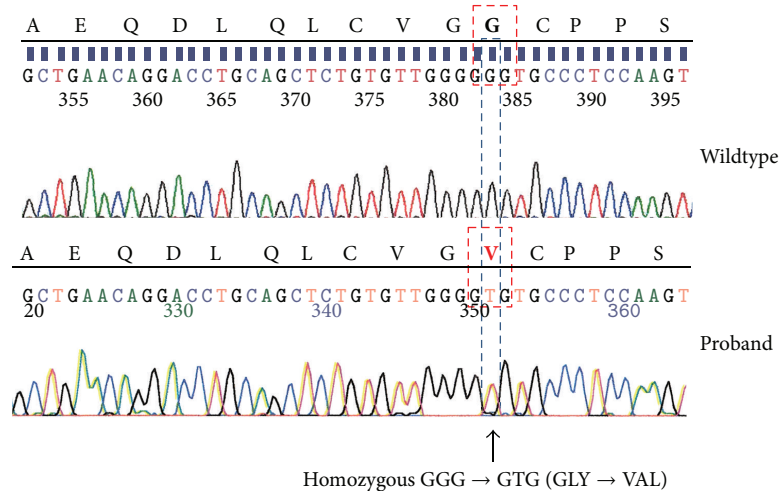 A E Q D L Q L C V G G C P P S
GCTGAACAGGACCTGCAGCTCTGTGTTGGGGGGTGCCCTCCAAGT
355 360 365 370 375 380 385 390 395
Wildtype
A E Q D L Q L C V G V C P P S
GCTGAACAGGACCTGCAGCTCTGTGTTGGGGTGTGCCCTCCAAGT
20 330 340 350 360
Proband
Homozygous GGG → GTG (GLY → VAL)